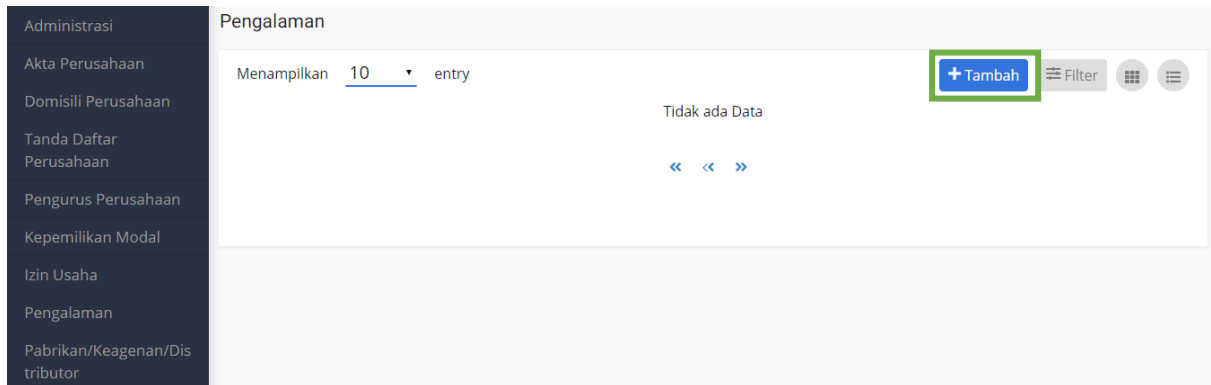 Administrasi
Akta Perusahaan
Domisili Perusahaan
Tanda Daftar
Perusahaan
Pengurus Perusahaan
Kepemilikan Modal
Izin Usaha
Pengalaman
Pabrikan/Keagenan/Dis
tributor
Pengalaman
Menampilkan 10 entry
+ Tambah
Filter
Tidak ada Data